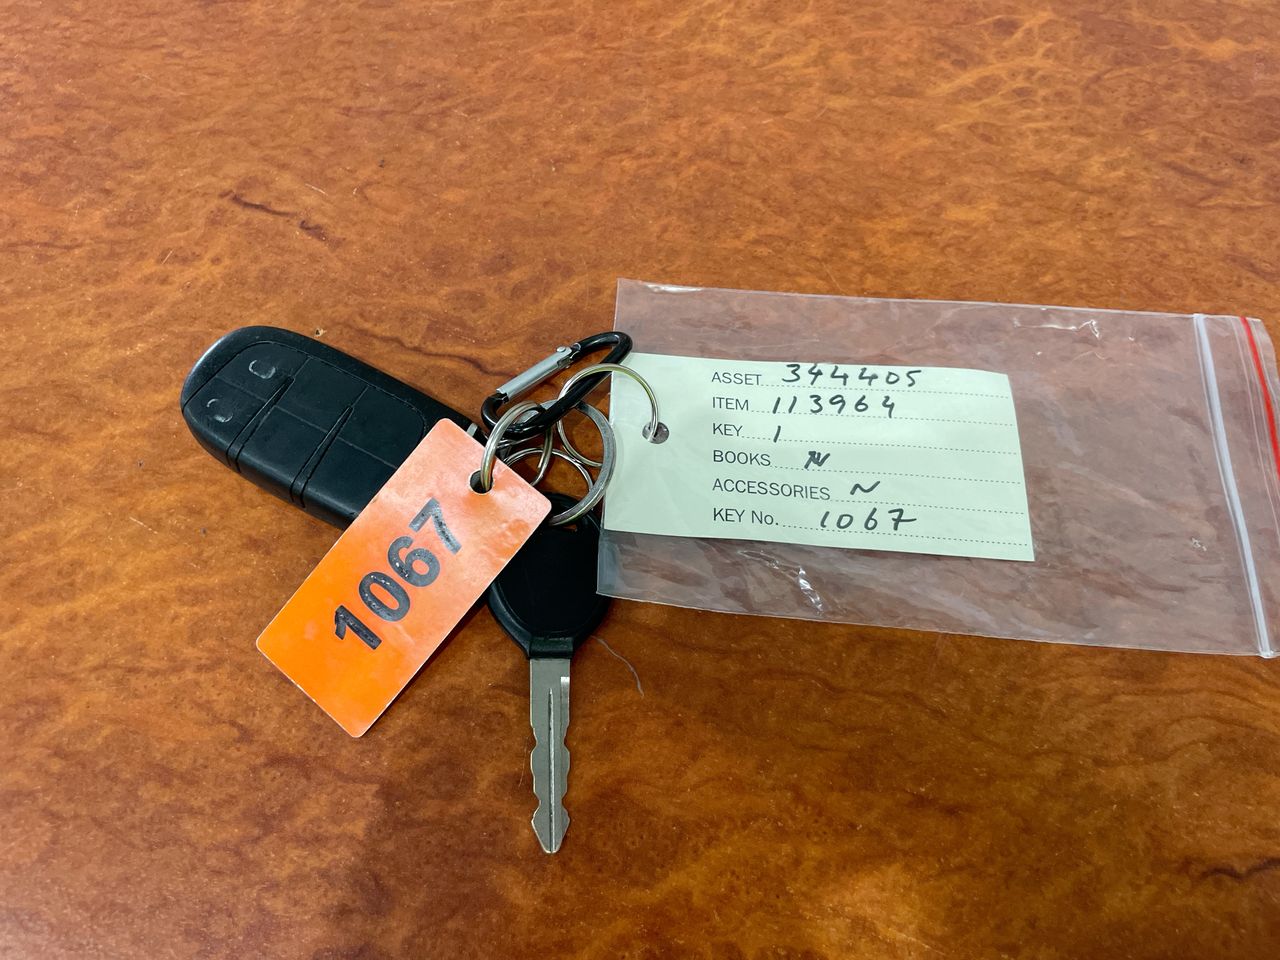 1067
ASSET 344405
ITEM 113964
KEY 1
BOOKS N
ACCESSORIES N
KEY No. 1067